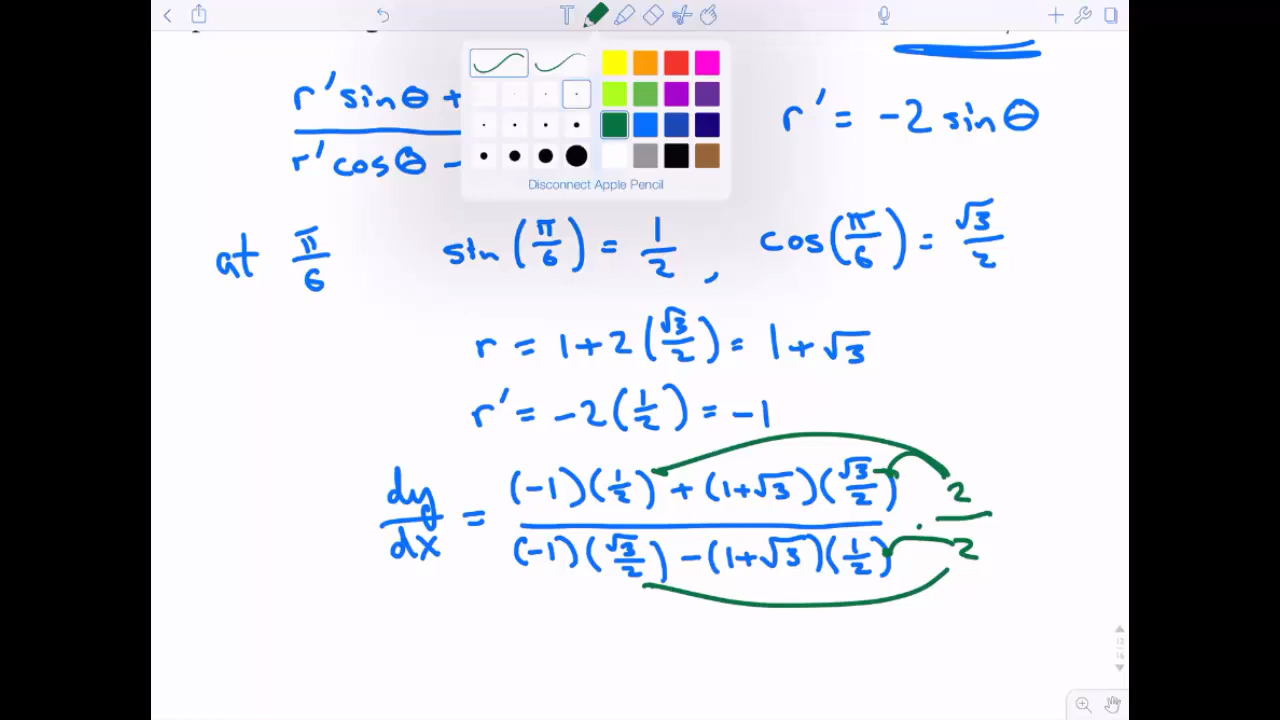 r' sinθ +
r' cosθ -
Disconnect Apple Pencil
r' = -2 sinθ
at π/6 sin(π/6) = 1/2 , cos(π/6) = √3/2
r = 1+2(√3/2) = 1+√3
r' = -2(1/2) = -1
dy/dx = ((-1)(1/2) + (1+√3)(√3/2))/((-1)(√3/2) - (1+√3)(1/2)) · 2/2